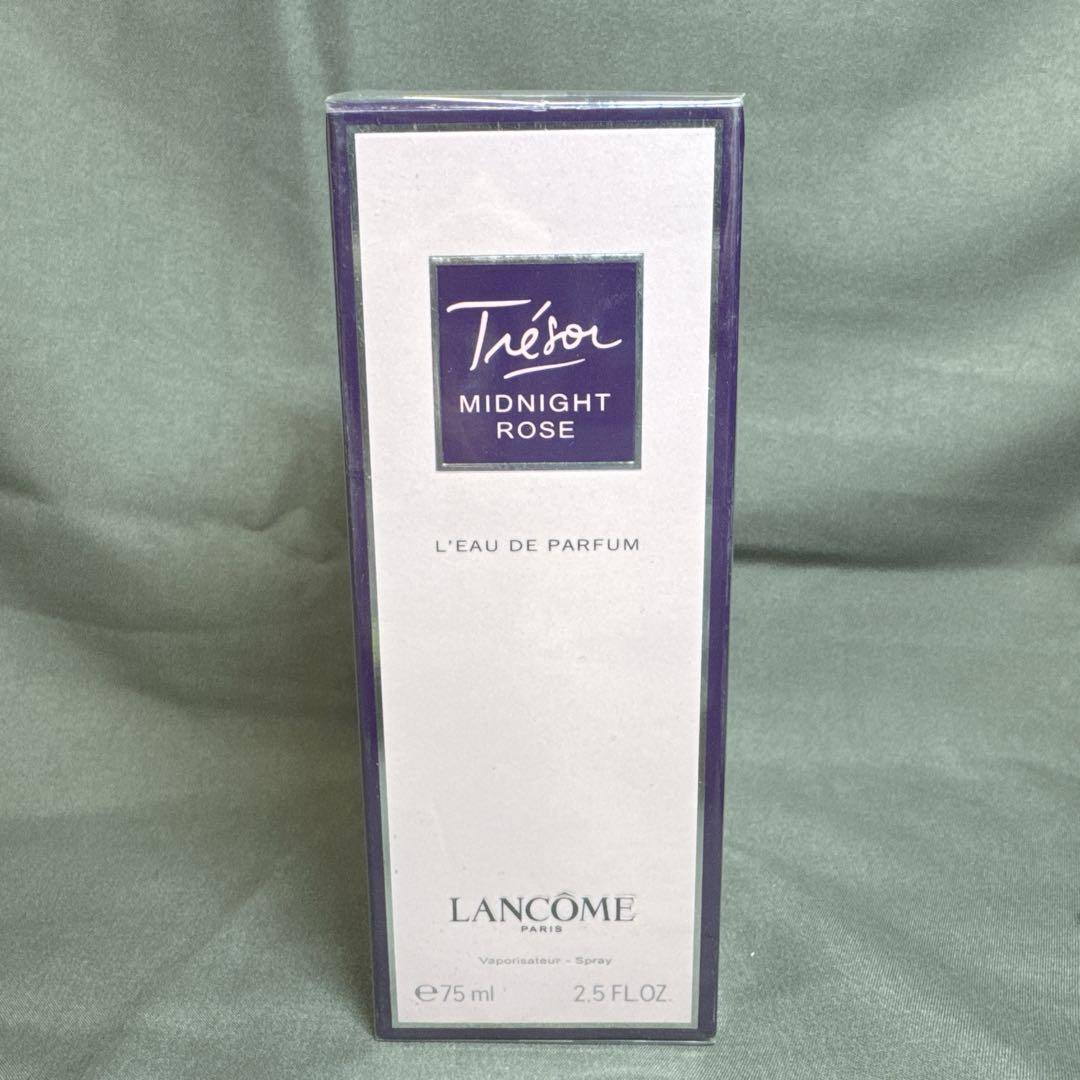 Trésor
MIDNIGHT
ROSE
L'EAU DE PARFUM
LANCÔME
PARIS
Vaporisateur - Spray
℮75 ml 2.5 FL.OZ.